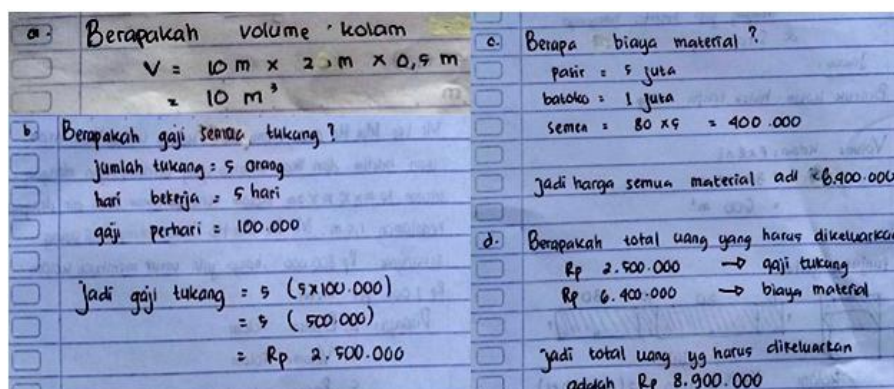 a. Berapakah volume kolam
V = 10 m x 2 m x 0,5 m
= 10 m³
b Berapakah gaji semua tukang?
jumlah tukang = 5 orang
hari bekerja = 5 hari
gaji perhari = 100.000
Jadi gaji tukang = 5 (5x100.000)
= 5 (500.000)
= Rp 2.500.000
c. Berapa biaya material?
pasir = 5 juta
batoko = 1 juta
semen = 80 x 5 = 400.000
Jadi harga semua material adl 6.400.000
d. Berapakah total uang yang harus dikeluarkan
Rp 2.500.000 → gaji tukang
Rp 6.400.000 → biaya material
Jadi total uang yg harus dikeluarkan
adalah Rp 8.900.000